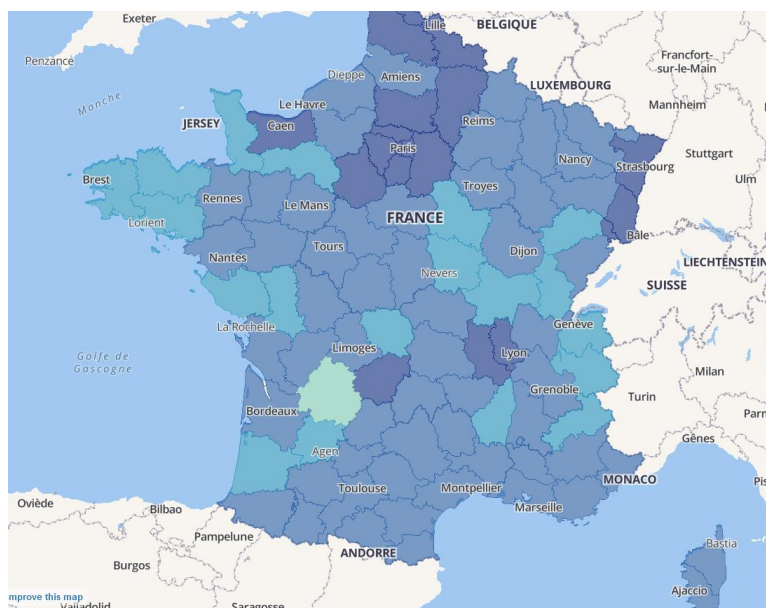 Exeter
BELGIQUE
Lille
Penzance
Francfort-
sur-le-Main
Dieppe
Amiens
LUXEMBOURG
Manche
Le Havre
Mannheim
JERSEY
Caen
Reims
Paris
Stuttgart
Nancy
Strasbourg
Ulm
Brest
Troyes
Rennes
Le Mans
FRANCE
Lorient
Bâle
Tours
Dijon
Nantes
LIECHTENSTEIN
Nevers
SUISSE
La Rochelle
Genève
Limoges
Lyon
Golfe de
Gascogne
Milan
Grenoble
Turin
Bordeaux
Parm
Gênes
Agen
MONACO
Toulouse
Montpellier
Pis
Oviède
Bilbao
Marseille
Pampelune
Bastia
ANDORRE
Burgos
Ajaccio
mprove this map
Valladolid
Saragosse